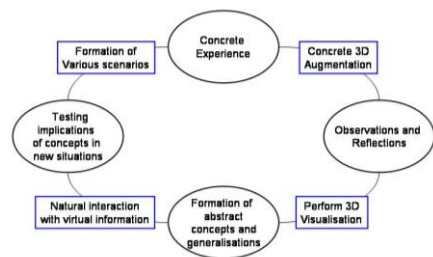 Concrete
Experience
Concrete 3D
Augmentation
Observations and
Reflections
Perform 3D
Visualisation
Formation of
abstract
concepts and
generalisations
Natural interaction
with virtual information
Testing
implications
of concepts in
new situations
Formation of
Various scenarios